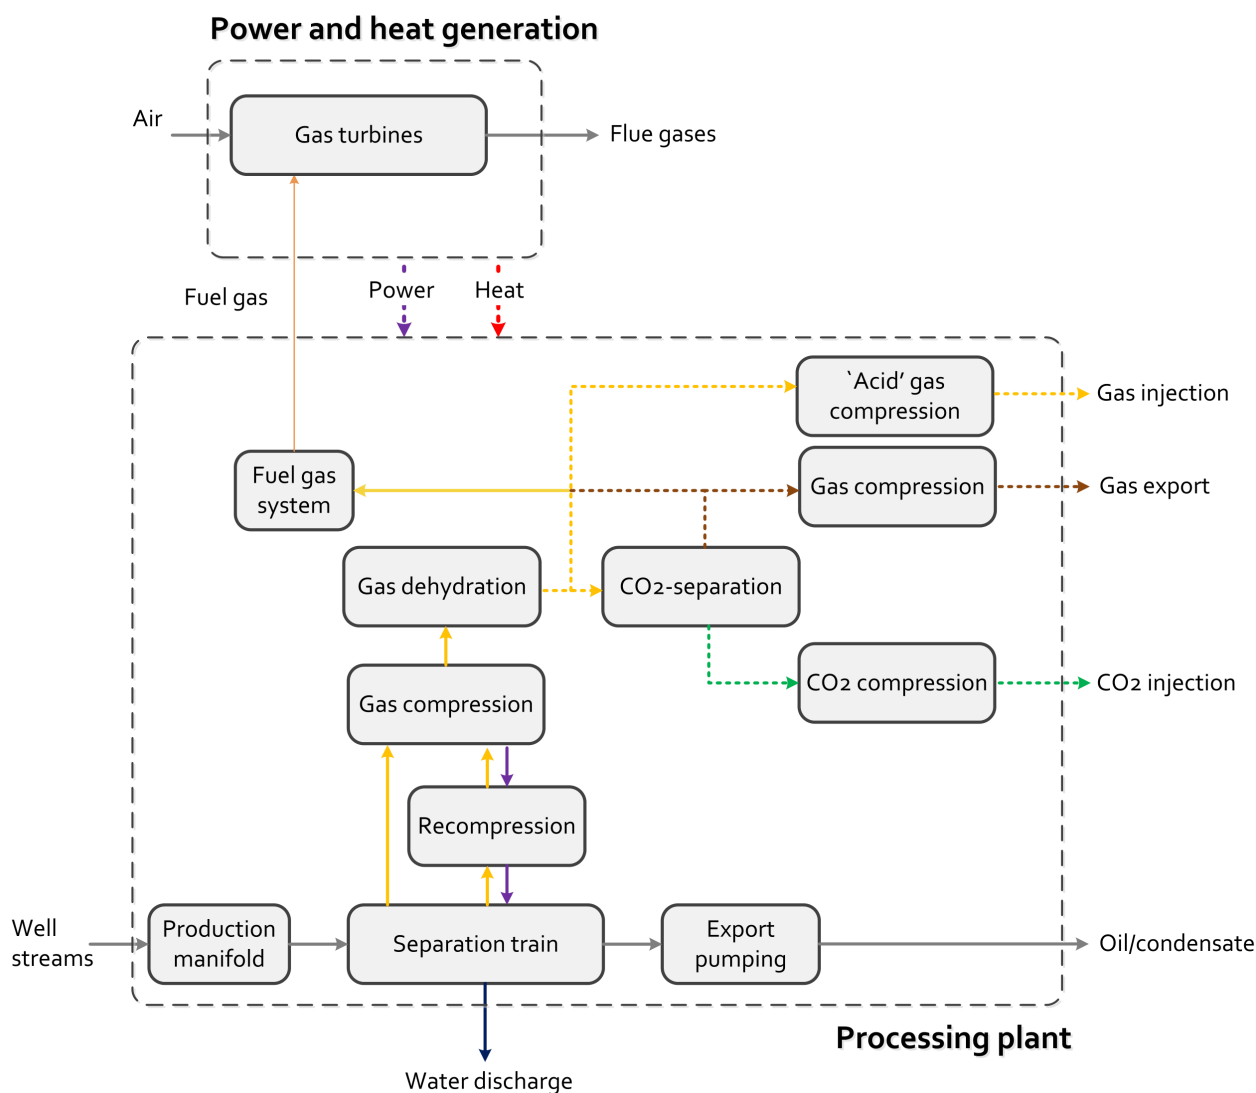 Power and heat generation
Air
Gas turbines
Flue gases
Fuel gas
Power
Heat
`Acid’ gas
compression
Gas injection
Fuel gas
system
Gas compression
Gas export
Gas dehydration
CO2-separation
Gas compression
CO2 compression
CO2 injection
Recompression
Well
streams
Production
manifold
Separation train
Export
pumping
Oil/condensate
Processing plant
Water discharge